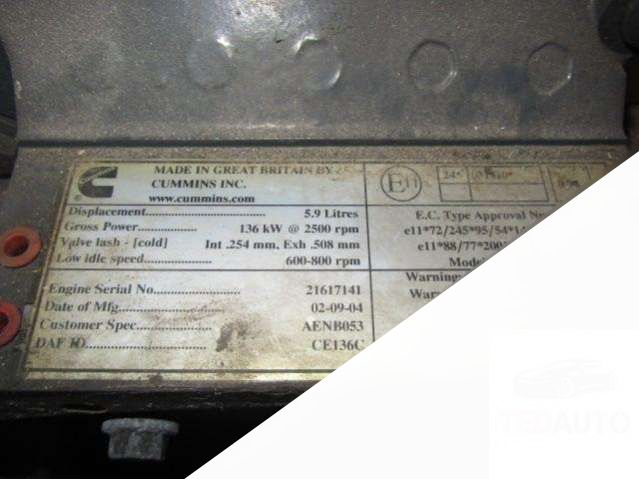 MADE IN GREAT BRITAIN BY
CUMMINS INC.
www.cummins.com
Displacement 5.9 Litres
Gross Power 136 kW @ 2500 rpm
Valve lash - [cold] Int .254 mm, Exh .508 mm
Low idle speed 600-800 rpm
Engine Serial No. 21617141
Date of Mfg. 02-09-04
Customer Spec. AENB053
DAF ID CE136C
E11
E.C. Type Approval
e11*72/245*95/54*
e11*88/77*
Warning
TEDAUTO